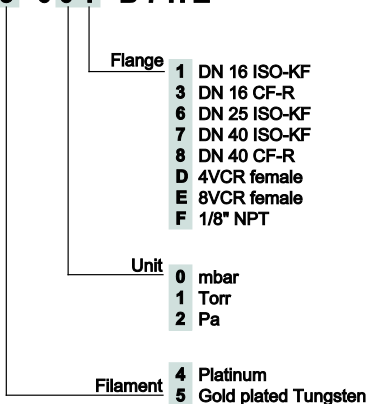 Flange
1 DN 16 ISO-KF
3 DN 16 CF-R
6 DN 25 ISO-KF
7 DN 40 ISO-KF
8 DN 40 CF-R
D 4VCR female
E 8VCR female
F 1/8" NPT
Unit
0 mbar
1 Torr
2 Pa
Filament
4 Platinum
5 Gold plated Tungsten